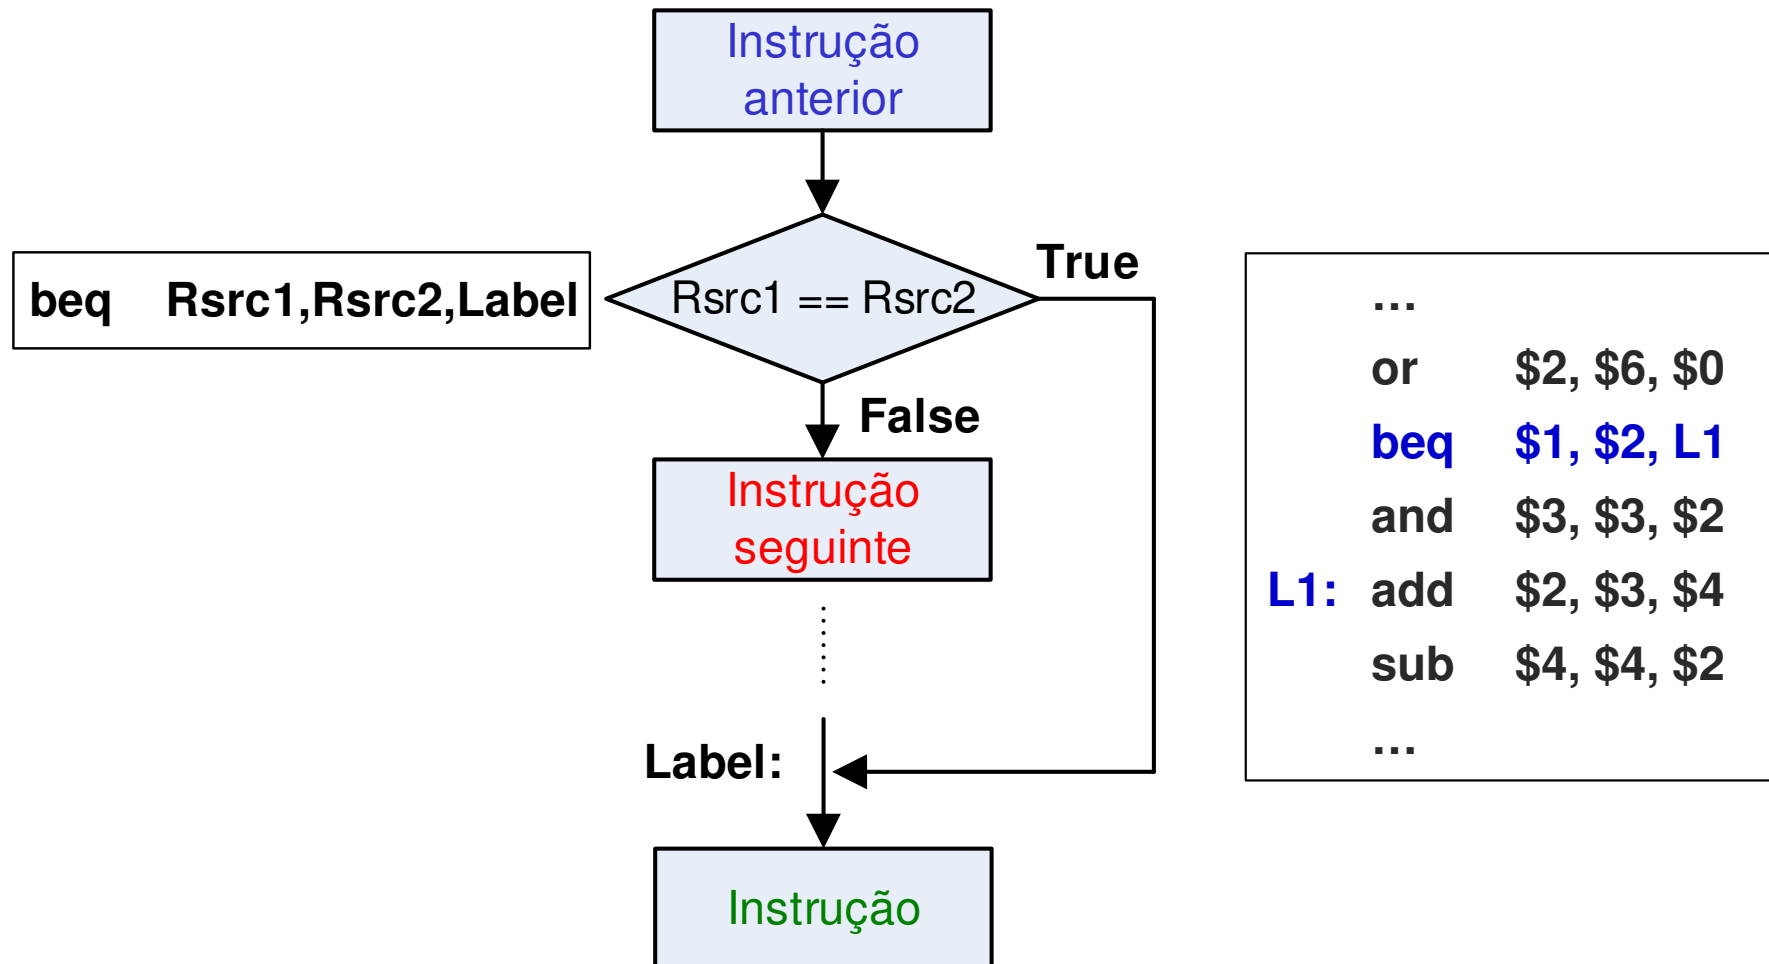 Instrução
anterior
beq Rsrc1,Rsrc2,Label
Rsrc1 == Rsrc2
True
False
Instrução
seguinte
Label:
Instrução
...
or $2, $6, $0
beq $1, $2, L1
and $3, $3, $2
L1: add $2, $3, $4
sub $4, $4, $2
...